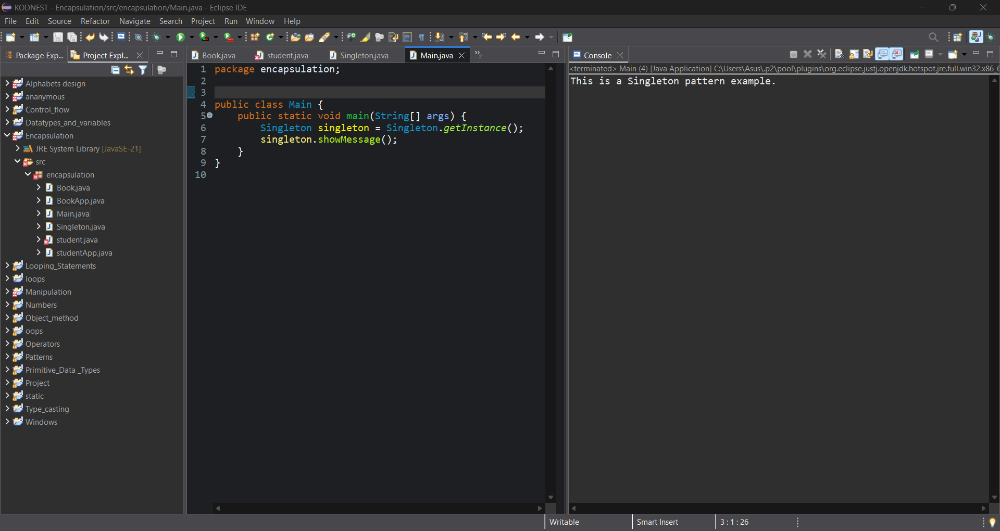 KODNEST - Encapsulation/src/encapsulation/Main.java - Eclipse IDE
File Edit Source Refactor Navigate Search Project Run Window Help
Package Exp...
Project Expl...
Alphabets design
ananymous
Control_flow
Datatypes_and_variables
Encapsulation
JRE System Library [JavaSE-21]
src
encapsulation
Book.java
BookApp.java
Main.java
Singleton.java
student.java
studentApp.java
Looping_Statements
loops
Manipulation
Numbers
Object_method
oops
Operators
Patterns
Primitive_Data _Types
Project
static
Type_casting
Windows
Book.java
student.java
Singleton.java
Main.java
»2
1 package encapsulation;
2
3
4 public class Main {
5 public static void main(String[] args) {
6 Singleton singleton = Singleton.getInstance();
7 singleton.showMessage();
8 }
9 }
10
Console
<terminated> Main (4) [Java Application] C:\Users\Asus\.p2\pool\plugins\org.eclipse.justj.openjdk.hotspot.jre.full.win32.x86_6
This is a Singleton pattern example.
Writable
Smart Insert
3 : 1 : 26